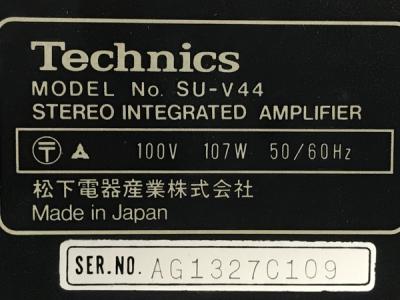 Technics
MODEL No. SU-V44
STEREO INTEGRATED AMPLIFIER
〒 100V 107W 50/60Hz
松下電器産業株式会社
Made in Japan
SER.NO. AG1327C109